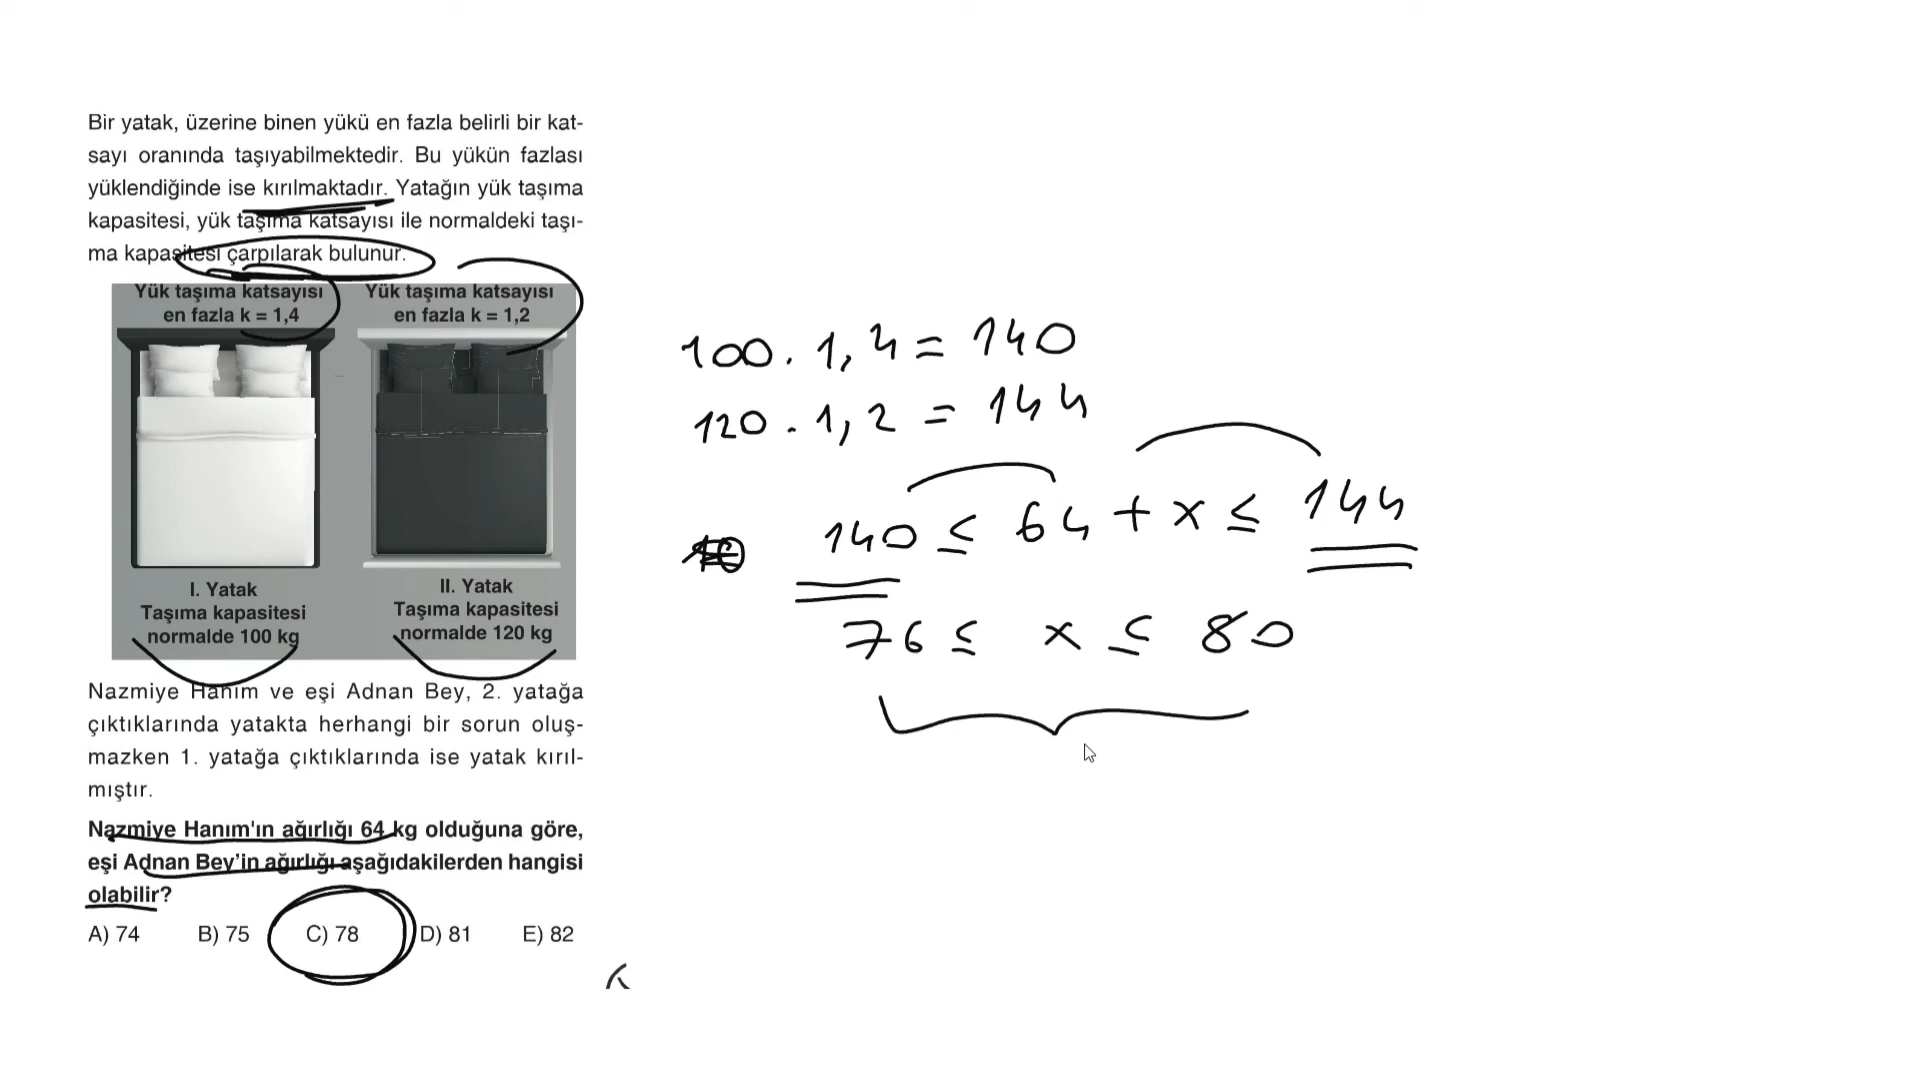 Bir yatak, üzerine binen yükü en fazla belirli bir kat-
sayı oranında taşıyabilmektedir. Bu yükün fazlası
yüklendiğinde ise kırılmaktadır. Yatağın yük taşıma
kapasitesi, yük taşıma katsayısı ile normaldeki taşı-
ma kapasitesi çarpılarak bulunur.
Yük taşıma katsayısı
en fazla k = 1,4
Yük taşıma katsayısı
en fazla k = 1,2
I. Yatak
Taşıma kapasitesi
normalde 100 kg
II. Yatak
Taşıma kapasitesi
normalde 120 kg
Nazmiye Hanım ve eşi Adnan Bey, 2. yatağa
çıktıklarında yatakta herhangi bir sorun oluş-
mazken 1. yatağa çıktıklarında ise yatak kırıl-
mıştır.
Nazmiye Hanım'ın ağırlığı 64 kg olduğuna göre,
eşi Adnan Bey'in ağırlığı aşağıdakilerden hangisi
olabilir?
A) 74 B) 75 C) 78 D) 81 E) 82
100 . 1,4 = 140
120 . 1,2 = 144
140 ≤ 64 + x ≤ 144
76 ≤ x ≤ 80